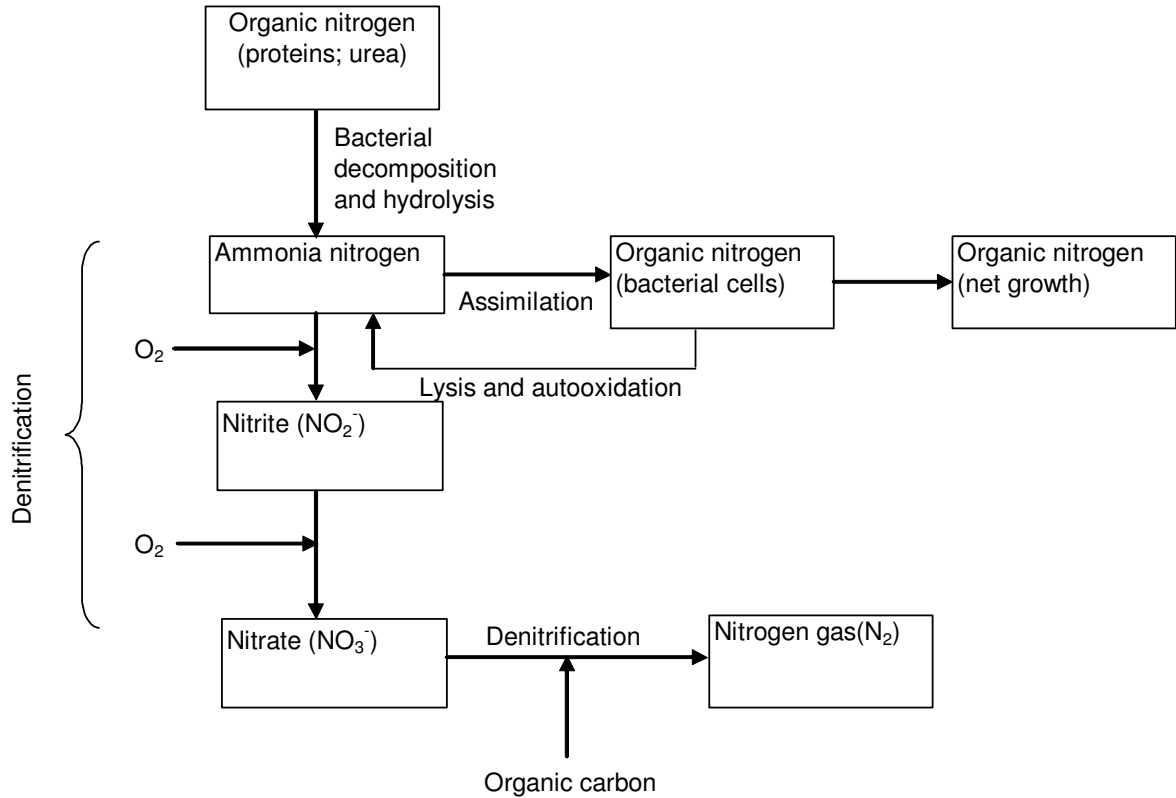 Organic nitrogen
(proteins; urea)
Bacterial
decomposition
and hydrolysis
Ammonia nitrogen
Assimilation
Organic nitrogen
(bacterial cells)
Organic nitrogen
(net growth)
O₂
Lysis and autooxidation
Nitrite (NO₂⁻)
Denitrification
O₂
Nitrate (NO₃⁻)
Denitrification
Nitrogen gas(N₂)
Organic carbon